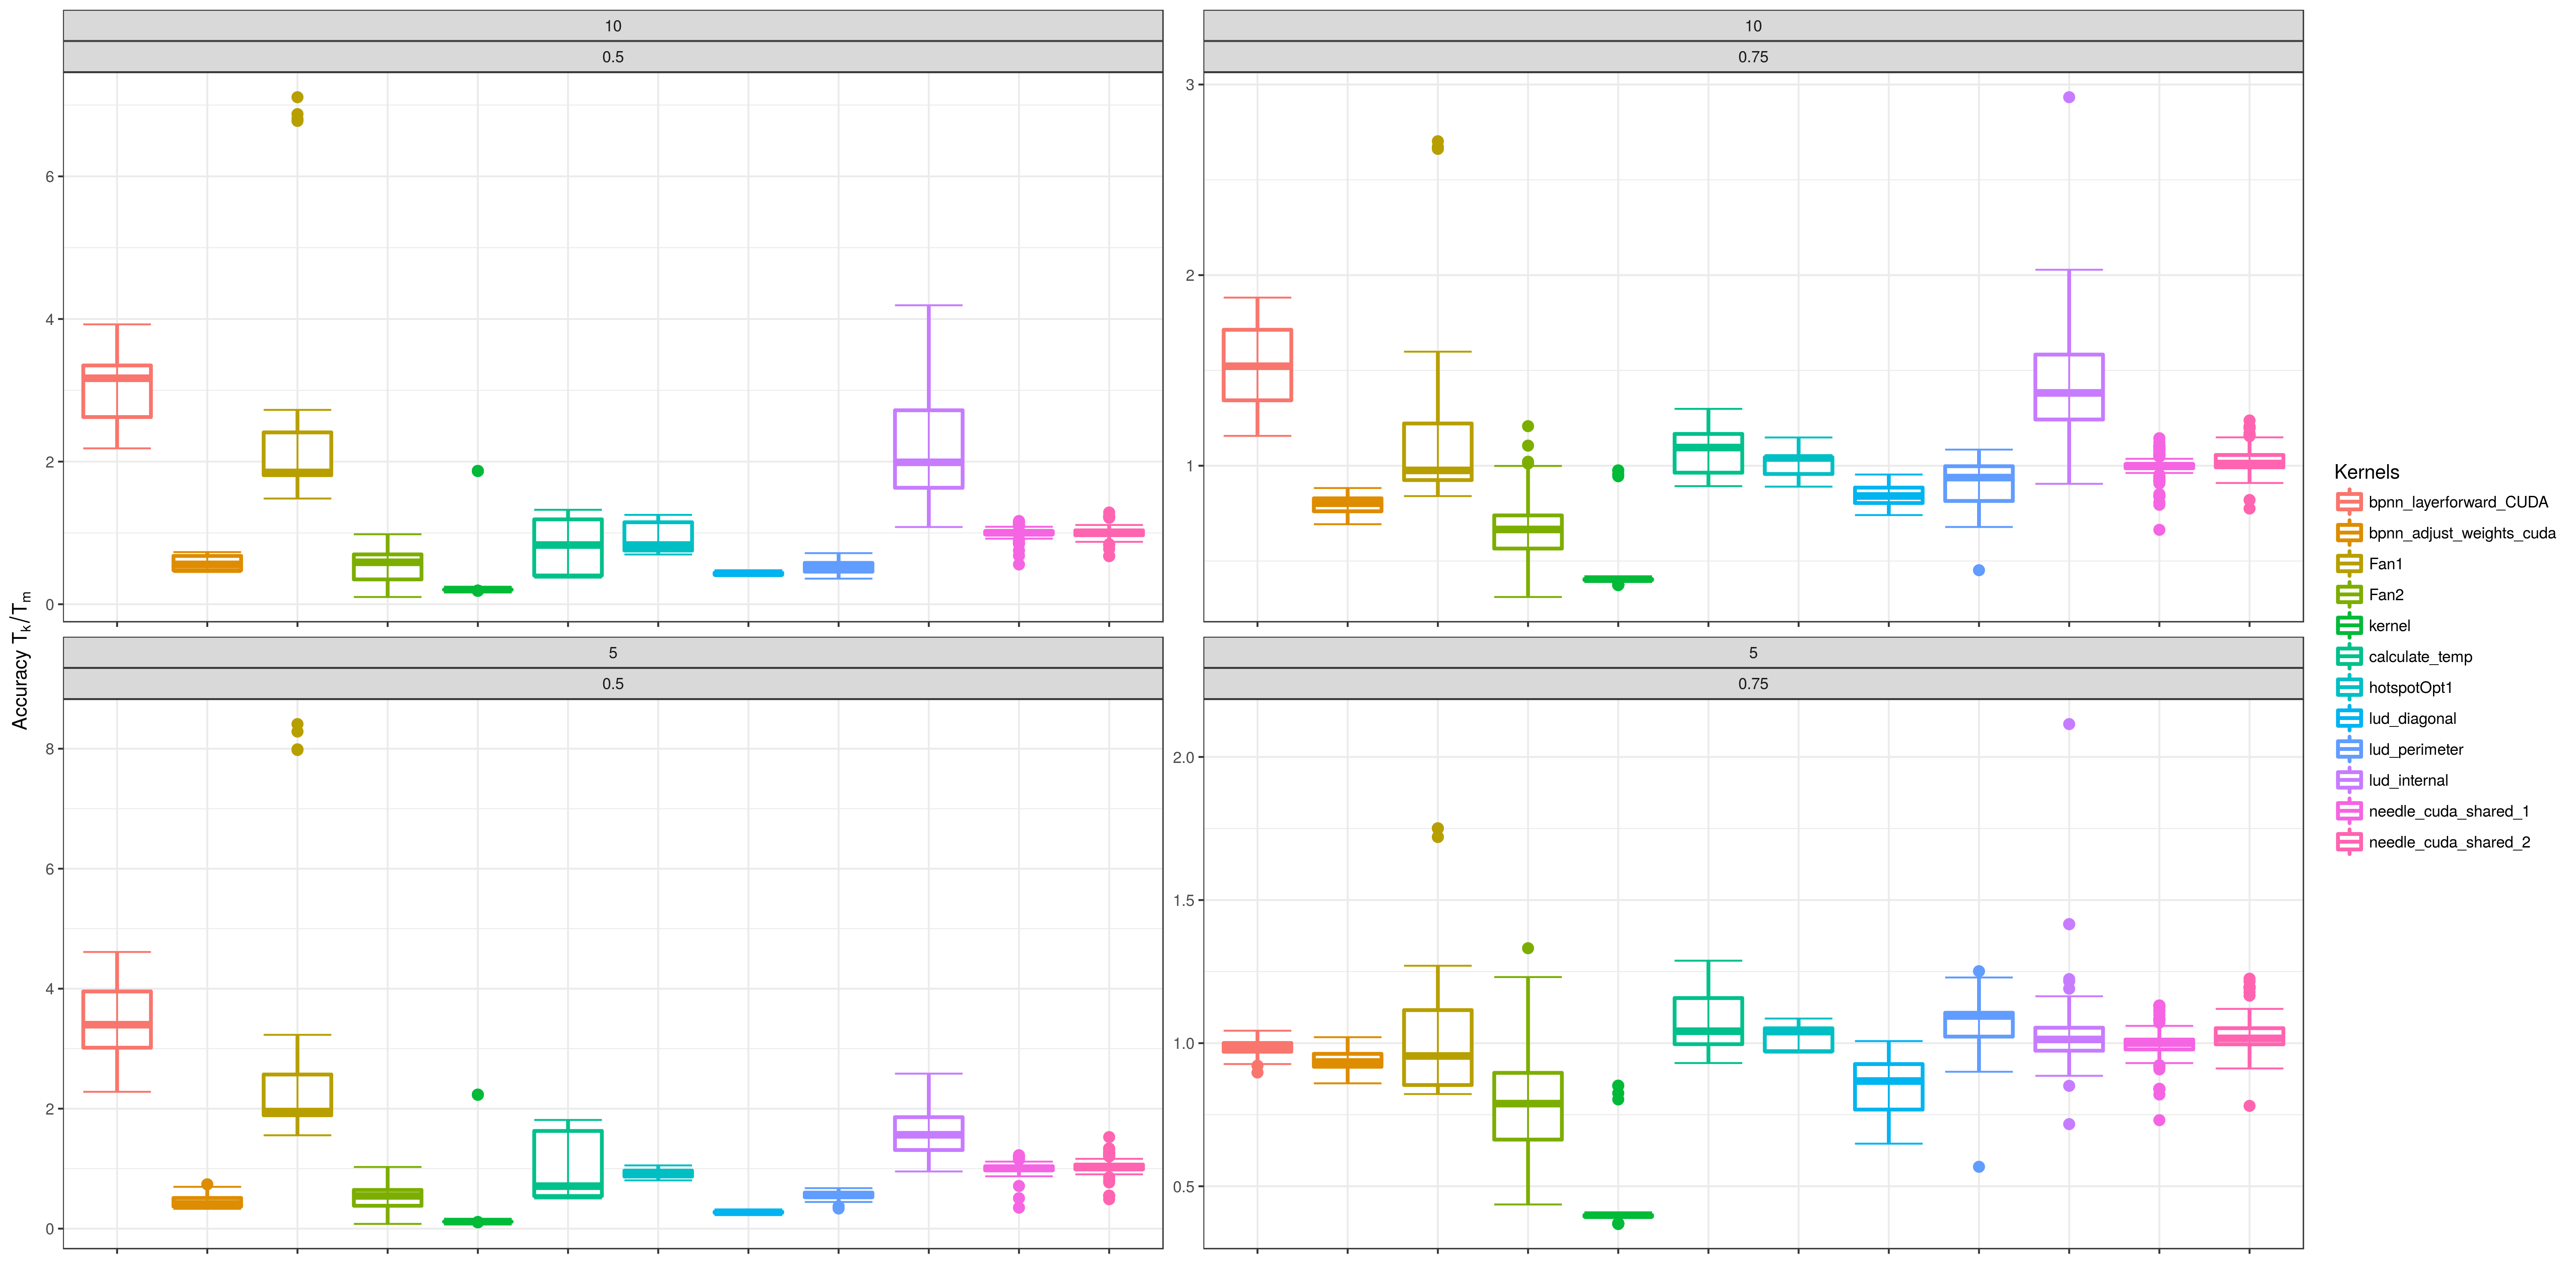 Accuracy Tk/Tm
10
0.5
6
4
2
0
10
0.75
3
2
1
5
0.5
8
6
4
2
0
5
0.75
2.0
1.5
1.0
0.5
Kernels
bpnn_layerforward_CUDA
bpnn_adjust_weights_cuda
Fan1
Fan2
kernel
calculate_temp
hotspotOpt1
lud_diagonal
lud_perimeter
lud_internal
needle_cuda_shared_1
needle_cuda_shared_2